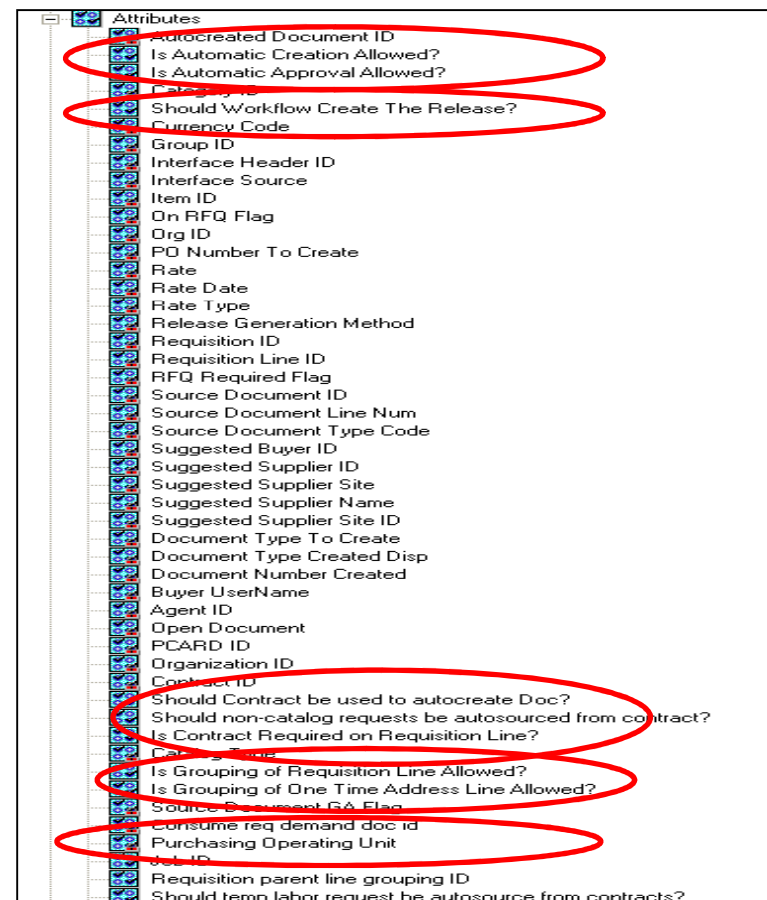 Attributes
Autocreated Document ID
Is Automatic Creation Allowed?
Is Automatic Approval Allowed?
Category ID
Should Workflow Create The Release?
Currency Code
Group ID
Interface Header ID
Interface Source
Item ID
On RFQ Flag
Org ID
PO Number To Create
Rate
Rate Date
Rate Type
Release Generation Method
Requisition ID
Requisition Line ID
RFQ Required Flag
Source Document ID
Source Document Line Num
Source Document Type Code
Suggested Buyer ID
Suggested Supplier ID
Suggested Supplier Site
Suggested Supplier Name
Suggested Supplier Site ID
Document Type To Create
Document Type Created Disp
Document Number Created
Buyer UserName
Agent ID
Open Document
PCARD ID
Organization ID
Contract ID
Should Contract be used to autocreate Doc?
Should non-catalog requests be autosourced from contract?
Is Contract Required on Requisition Line?
Catalog Type
Is Grouping of Requisition Line Allowed?
Is Grouping of One Time Address Line Allowed?
Source Document GA Flag
Consume req demand doc id
Purchasing Operating Unit
Job ID
Requisition parent line grouping ID
Should temp labor request be autosource from contracts?